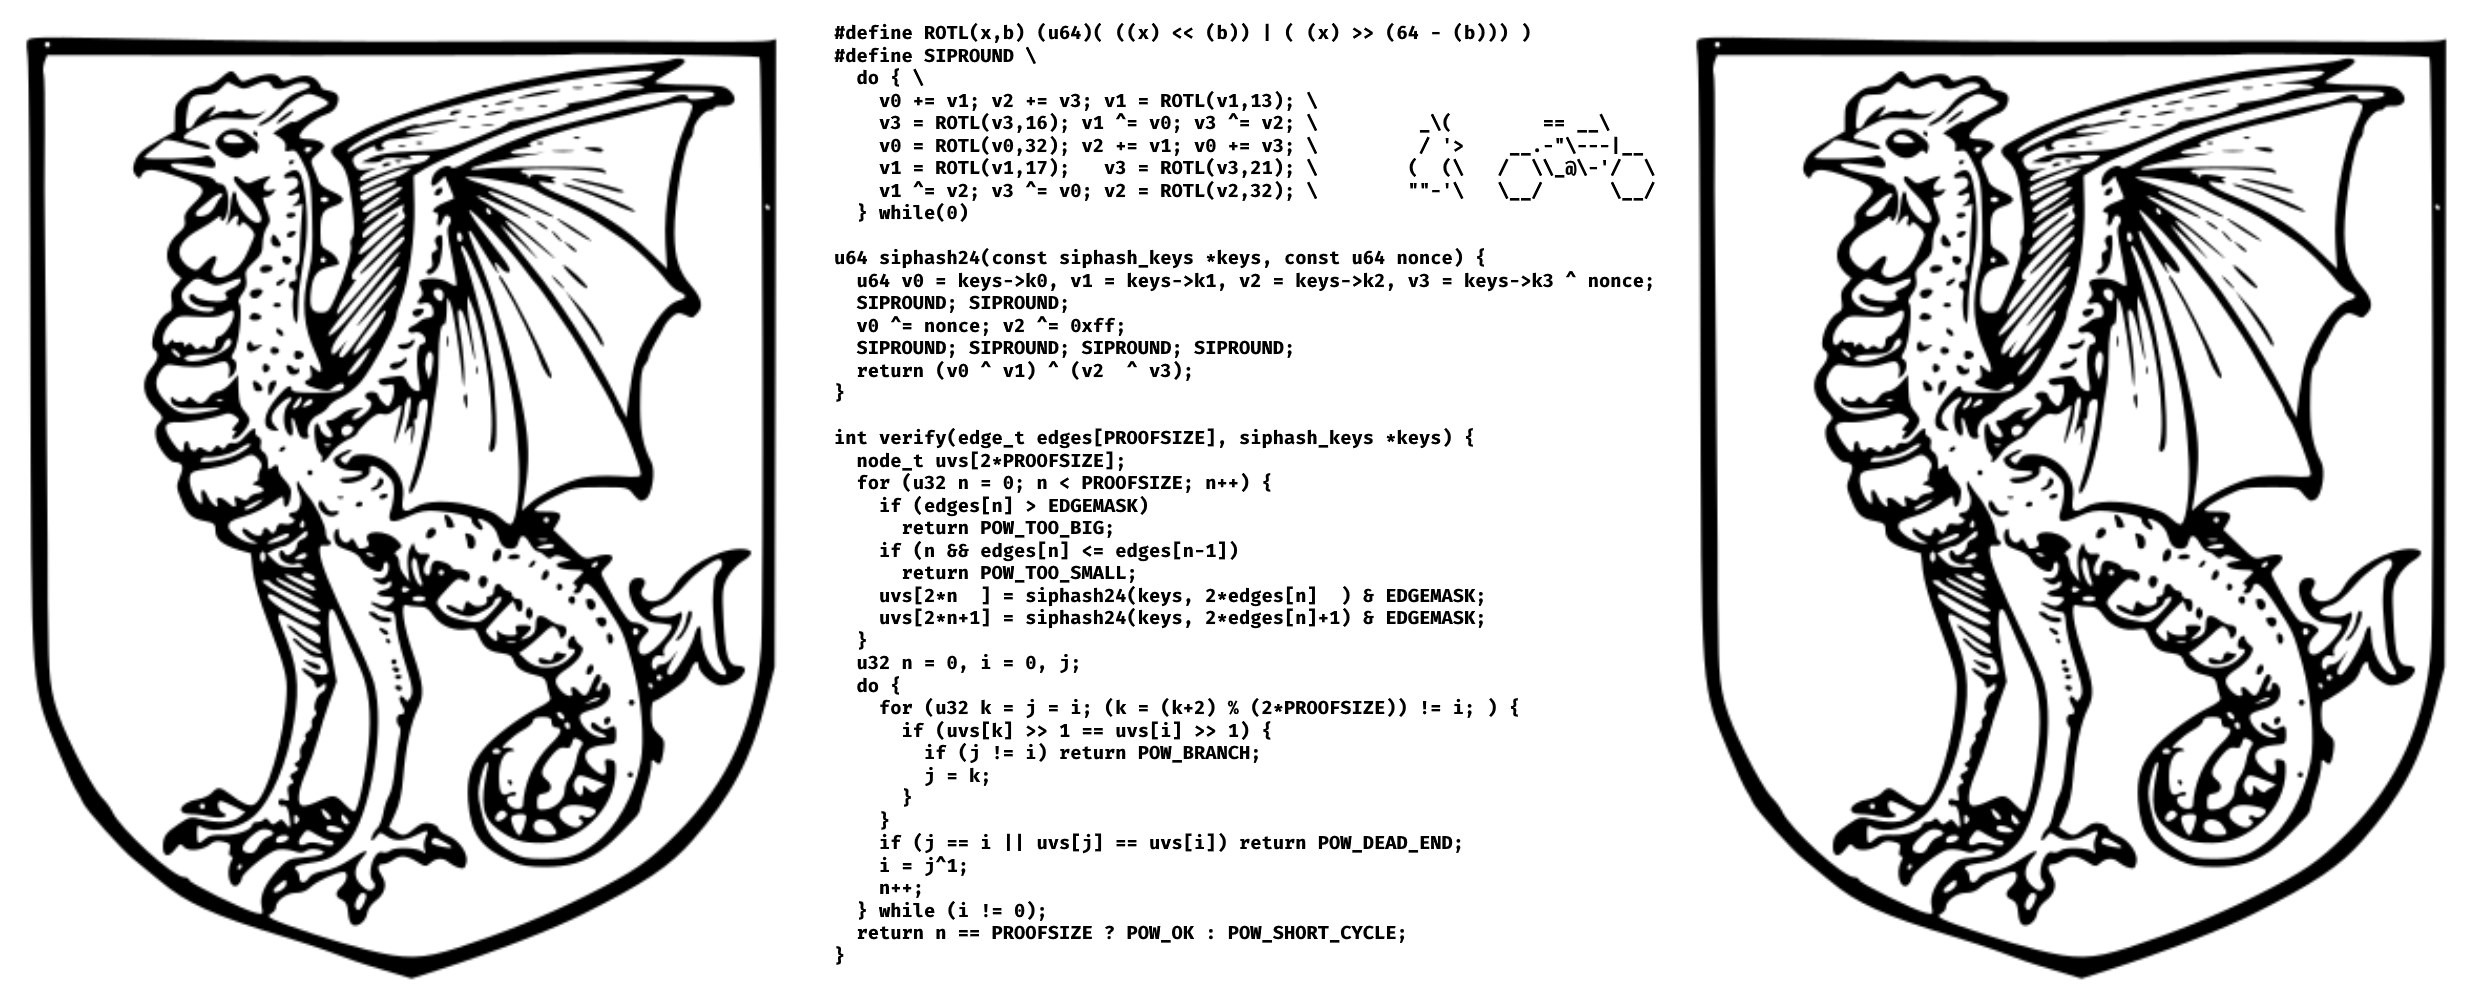 #define ROTL(x,b) (u64)( ((x) << (b)) | ( (x) >> (64 - (b))) )
#define SIPROUND \
  do { \
    v0 += v1; v2 += v3; v1 = ROTL(v1,13); \
    v3 = ROTL(v3,16); v1 ^= v0; v3 ^= v2; \         _\(        == __\
    v0 = ROTL(v0,32); v2 += v1; v0 += v3; \         / '>    __.-"\---|__
    v1 = ROTL(v1,17);   v3 = ROTL(v3,21); \        (  (\   /  \\_@\-'/  \
    v1 ^= v2; v3 ^= v0; v2 = ROTL(v2,32); \        ""-'\   \__/      \__/
  } while(0)

u64 siphash24(const siphash_keys *keys, const u64 nonce) {
  u64 v0 = keys->k0, v1 = keys->k1, v2 = keys->k2, v3 = keys->k3 ^ nonce;
  SIPROUND; SIPROUND;
  v0 ^= nonce; v2 ^= 0xff;
  SIPROUND; SIPROUND; SIPROUND; SIPROUND;
  return (v0 ^ v1) ^ (v2  ^ v3);
}

int verify(edge_t edges[PROOFSIZE], siphash_keys *keys) {
  node_t uvs[2*PROOFSIZE];
  for (u32 n = 0; n < PROOFSIZE; n++) {
    if (edges[n] > EDGEMASK)
      return POW_TOO_BIG;
    if (n && edges[n] <= edges[n-1])
      return POW_TOO_SMALL;
    uvs[2*n  ] = siphash24(keys, 2*edges[n]  ) & EDGEMASK;
    uvs[2*n+1] = siphash24(keys, 2*edges[n]+1) & EDGEMASK;
  }
  u32 n = 0, i = 0, j;
  do {
    for (u32 k = j = i; (k = (k+2) % (2*PROOFSIZE)) != i; ) {
      if (uvs[k] >> 1 == uvs[i] >> 1) {
        if (j != i) return POW_BRANCH;
        j = k;
      }
    }
    if (j == i || uvs[j] == uvs[i]) return POW_DEAD_END;
    i = j^1;
    n++;
  } while (i != 0);
  return n == PROOFSIZE ? POW_OK : POW_SHORT_CYCLE;
}